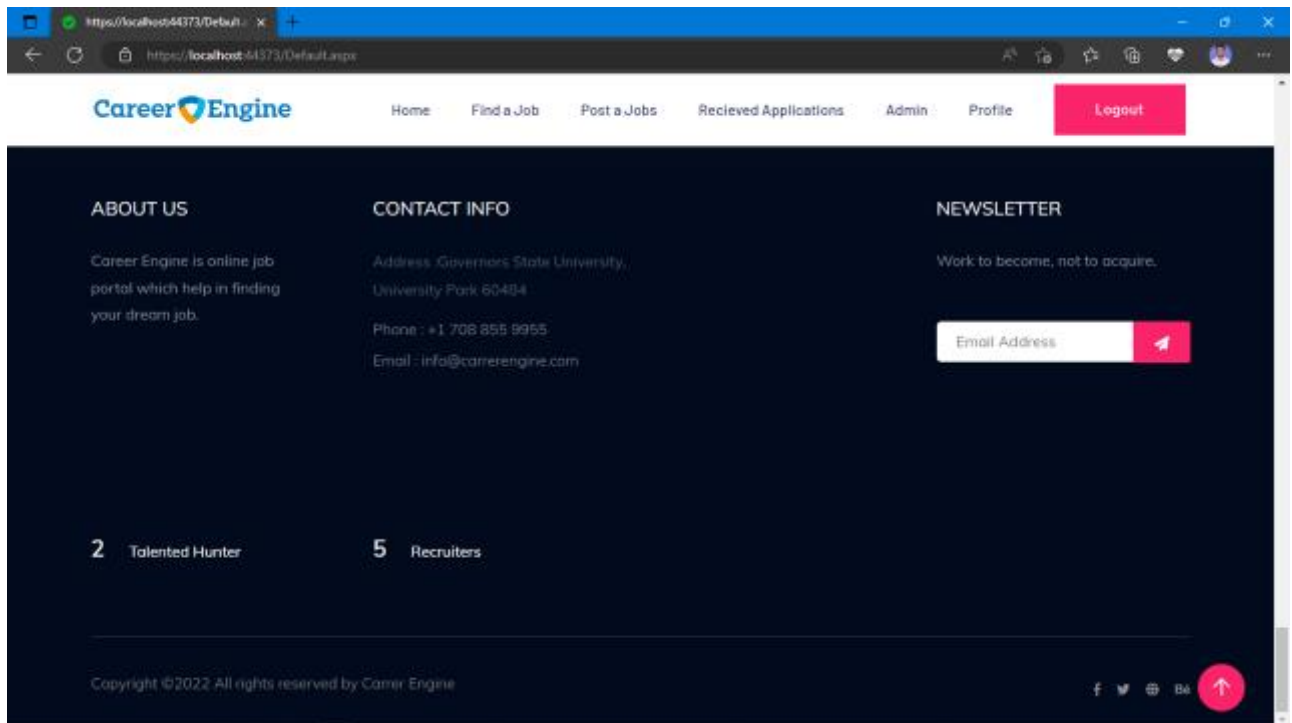 https://localhost:44373/Default.
https://localhost:44373/Default.aspx
Career Engine
Home
Find a Job
Post a Jobs
Recieved Applications
Admin
Profile
Logout
ABOUT US
Career Engine is online job
portal which help in finding
your dream job.
CONTACT INFO
Address :Governors State University,
University Park 60484
Phone : +1 708 855 9955
Email : info@carrerengine.com
NEWSLETTER
Work to become, not to acquire.
Email Address
2 Talented Hunter
5 Recruiters
Copyright ©2022 All rights reserved by Carrer Engine
Bē